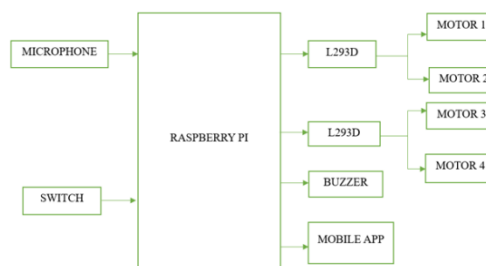 MOTOR 1
MICROPHONE
L293D
MOTOR 2
MOTOR 3
RASPBERRY PI
L293D
MOTOR 4
BUZZER
SWITCH
MOBILE APP